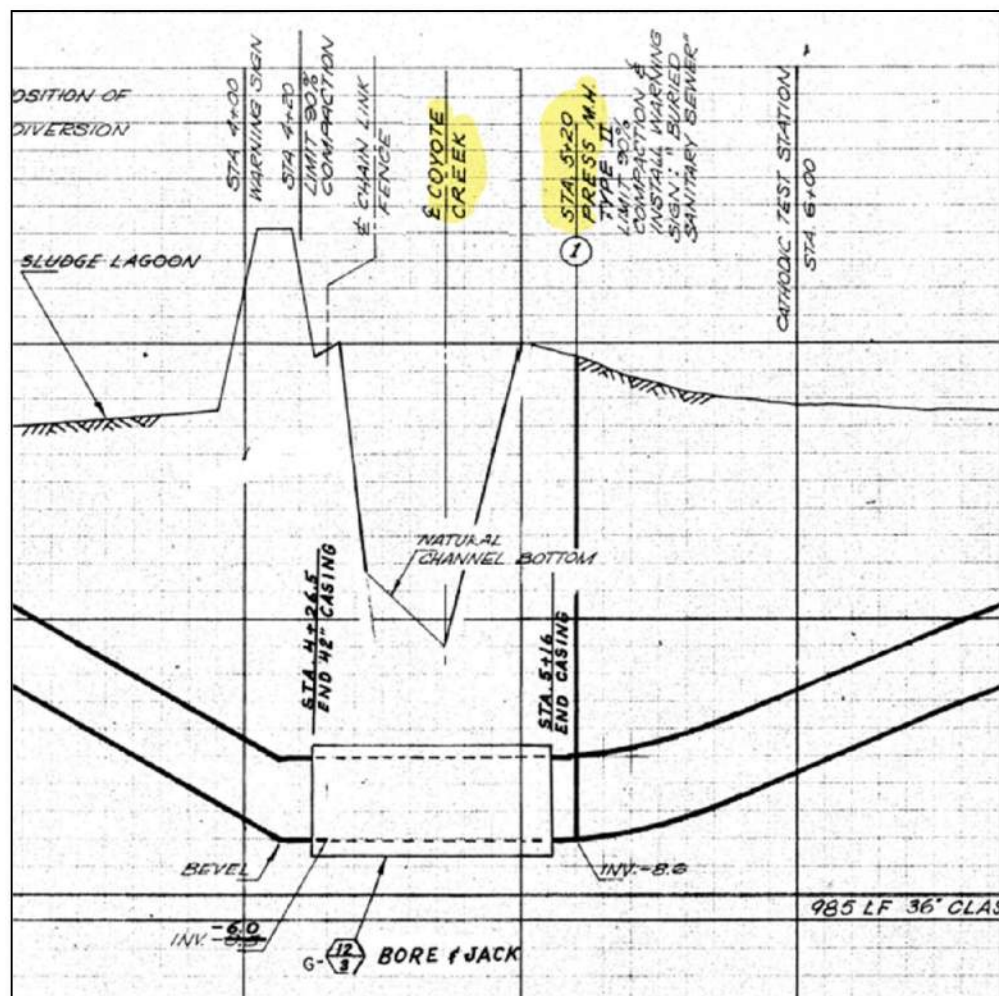 OSITION OF
DIVERSION
STA 4+00
WARNING SIGN
STA 4+20
LIMIT 90%
COMPACTION
℄ CHAIN LINK
FENCE
℄ COYOTE
CREEK
STA. 5+20
PRESS M.H.
TYPE II
LIMIT 90%
COMPACTION &
INSTALL WARNING
SIGN: "BURIED
SANITARY SEWER"
1
CATHODIC TEST STATION
STA. 6+00
SLUDGE LAGOON
NATURAL
CHANNEL BOTTOM
STA. 4+26.5
END 42" CASING
STA. 5+16
END CASING
BEVEL
INV. -8.6
985 LF 36" CLAS
-6.0
INV.
G-
12
3
BORE & JACK